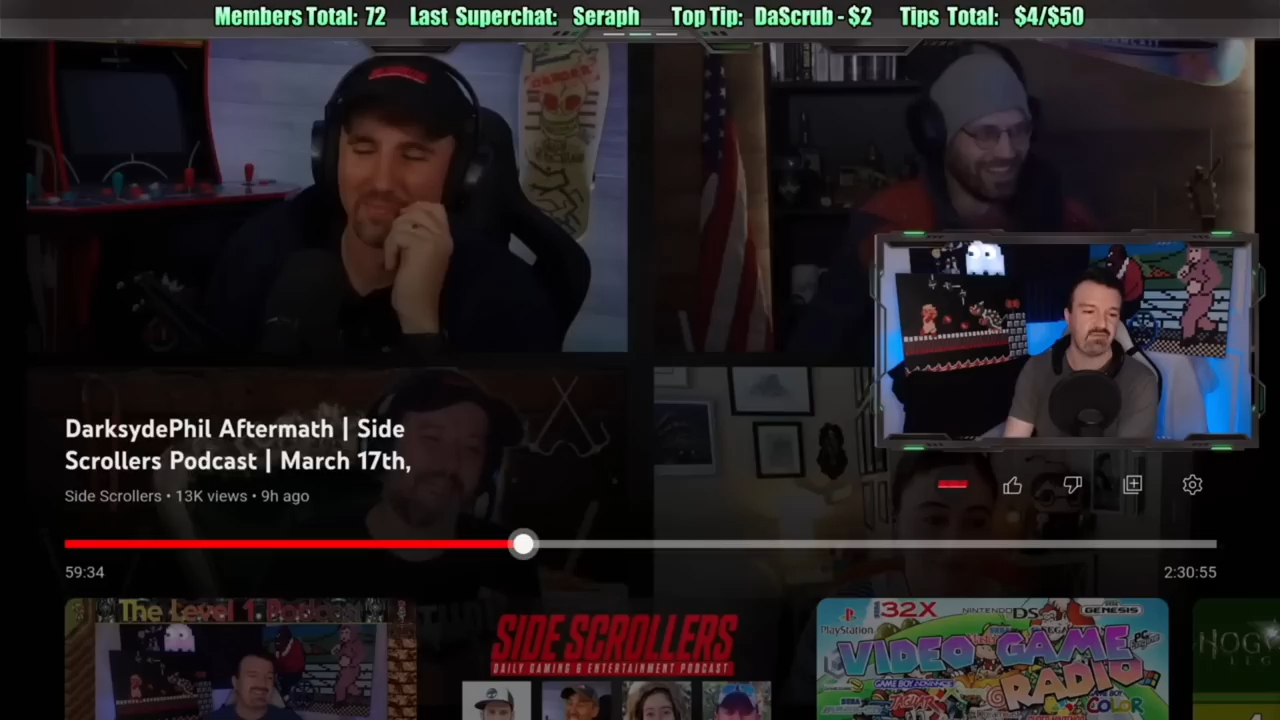 Members Total: 72 Last Superchat: Seraph Top Tip: DaScrub - $2 Tips Total: $4/$50
DarksydePhil Aftermath | Side
Scrollers Podcast | March 17th,
Side Scrollers • 13K views • 9h ago
59:34
2:30:55
The Level 1 Podcast
SIDE SCROLLERS
DAILY GAMING & ENTERTAINMENT PODCAST
32X
NINTENDO DS
GENESIS
PlayStation
VIDEO GAME
RADIO
GAME BOY ADVANCE
COLOR
HOG